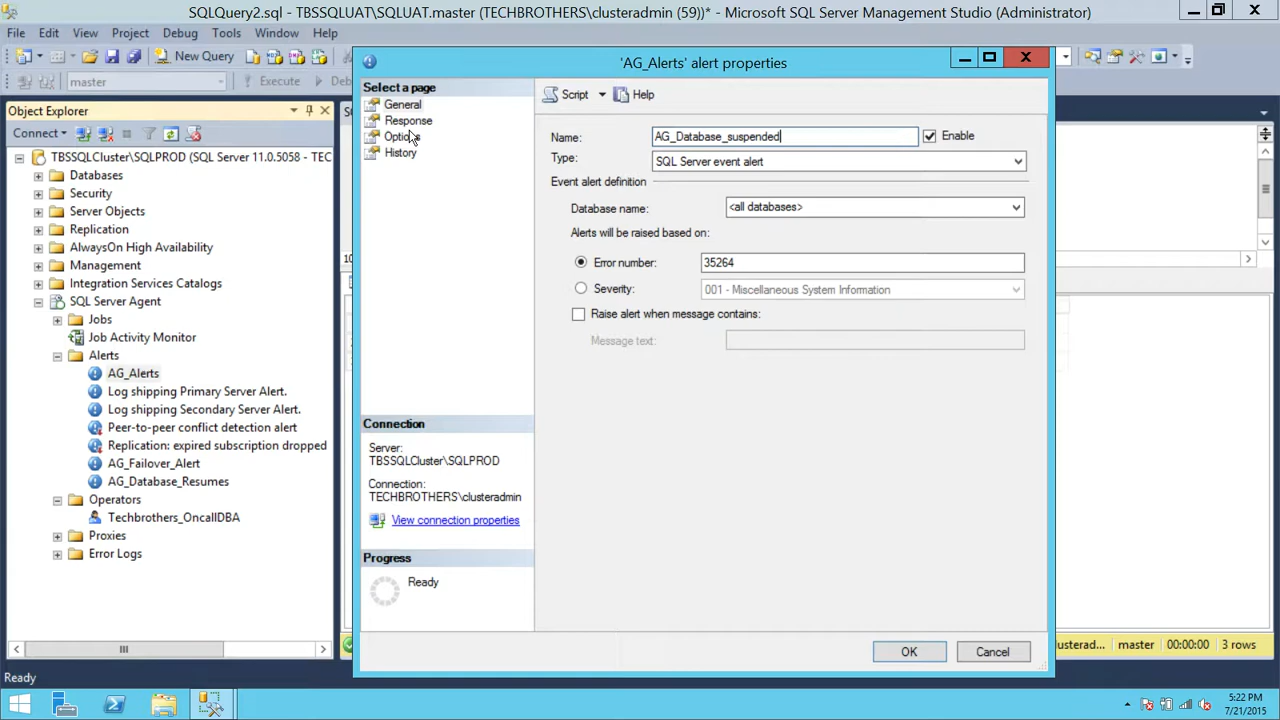 SQLQuery2.sql - TBSSQLUAT\SQLUAT.master (TECHBROTHERS\clusteradmin (59))* - Microsoft SQL Server Management Studio (Administrator)
File Edit View Project Debug Tools Window Help
New Query
master Execute
Object Explorer
Connect
TBSSQLCluster\SQLPROD (SQL Server 11.0.5058 - TEC
Databases
Security
Server Objects
Replication
AlwaysOn High Availability
Management
Integration Services Catalogs
SQL Server Agent
Jobs
Job Activity Monitor
Alerts
AG_Alerts
Log shipping Primary Server Alert.
Log shipping Secondary Server Alert.
Peer-to-peer conflict detection alert
Replication: expired subscription dropped
AG_Failover_Alert
AG_Database_Resumes
Operators
Techbrothers_OncallDBA
Proxies
Error Logs
'AG_Alerts' alert properties
Select a page
General
Response
Options
History
Script Help
Name: AG_Database_suspended Enable
Type: SQL Server event alert
Event alert definition
Database name: <all databases>
Alerts will be raised based on:
Error number: 35264
Severity: 001 - Miscellaneous System Information
Raise alert when message contains:
Message text:
Connection
Server:
TBSSQLCluster\SQLPROD
Connection:
TECHBROTHERS\clusteradmin
View connection properties
Progress
Ready
OK Cancel
clusterad... master 00:00:00 3 rows
Ready
5:22 PM
7/21/2015